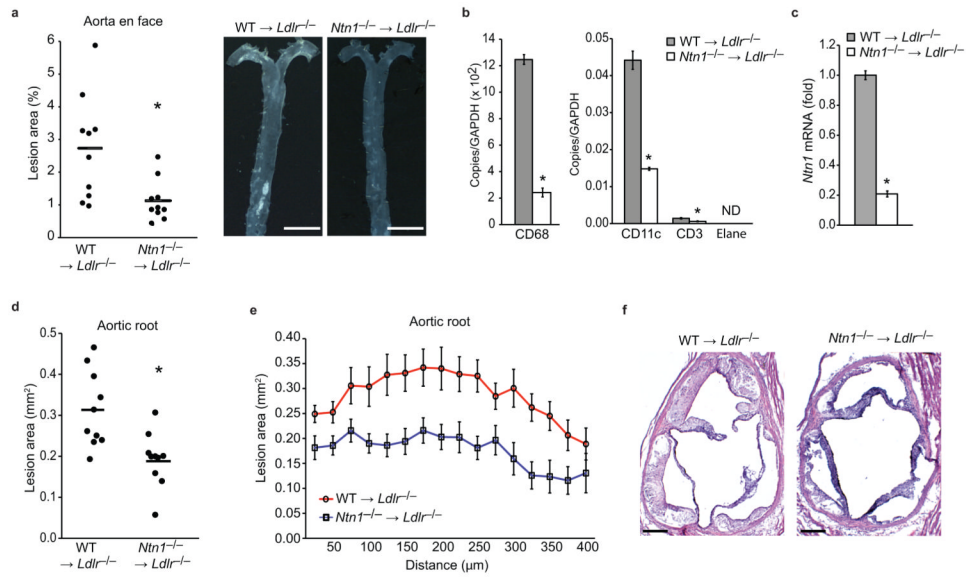 a
Aorta en face
Lesion area (%)
6
5
4
3
2
1
0
*
WT
→ Ldlr–/–
Ntn1–/–
→ Ldlr–/–
WT → Ldlr–/–
Ntn1–/– → Ldlr–/–
b
Copies/GAPDH (x 10²)
14
12
10
8
6
4
2
0
*
CD68
Copies/GAPDH
0.05
0.04
0.03
0.02
0.01
0.00
WT → Ldlr–/–
Ntn1–/– → Ldlr–/–
*
*
ND
CD11c
CD3
Elane
c
WT → Ldlr–/–
Ntn1–/– → Ldlr–/–
Ntn1 mRNA (fold)
1.2
1.0
0.8
0.6
0.4
0.2
0
*
d
Aortic root
Lesion area (mm²)
0.5
0.4
0.3
0.2
0.1
0
*
WT
→ Ldlr–/–
Ntn1–/–
→ Ldlr–/–
e
Aortic root
Lesion area (mm²)
0.40
0.35
0.30
0.25
0.20
0.15
0.10
0.05
0.00
WT → Ldlr–/–
Ntn1–/– → Ldlr–/–
50
100
150
200
250
300
350
400
Distance (μm)
f
WT → Ldlr–/–
Ntn1–/– → Ldlr–/–